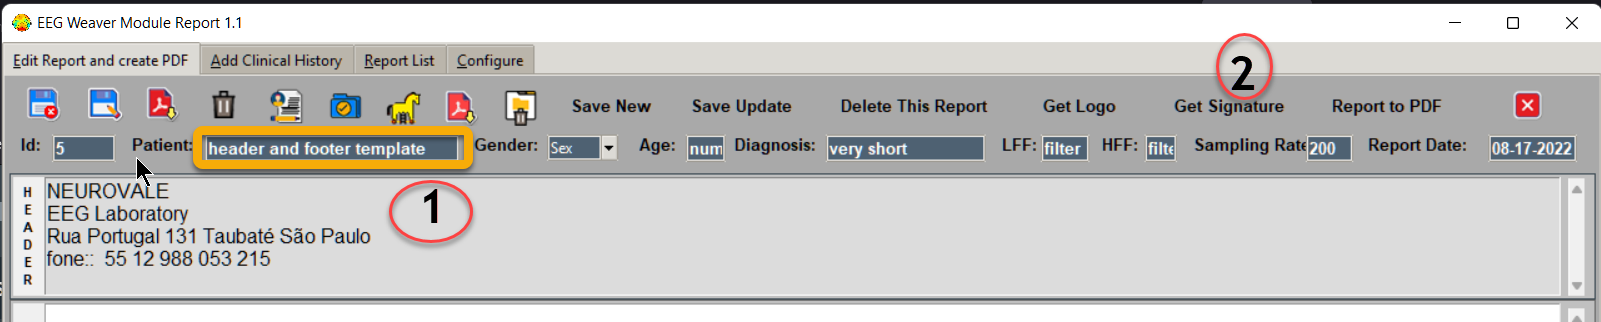 EEG Weaver Module Report 1.1
Edit Report and create PDF Add Clinical History Report List Configure
2
Save New Save Update Delete This Report Get Logo Get Signature Report to PDF
Id: 5 Patient: header and footer template Gender: Sex Age: num Diagnosis: very short LFF: filter HFF: filte Sampling Rate 200 Report Date: 08-17-2022
1
HEADER
NEUROVALE
EEG Laboratory
Rua Portugal 131 Taubaté São Paulo
fone:: 55 12 988 053 215